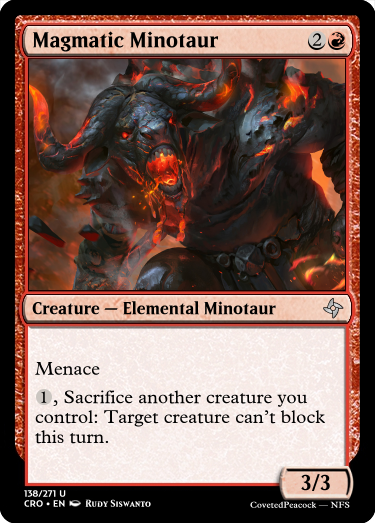 Magmatic Minotaur 2
Creature — Elemental Minotaur
Menace
1, Sacrifice another creature you
control: Target creature can't block
this turn.
3/3
138/271 U
CRO • EN Rudy Siswanto
CovetedPeacock — NFS